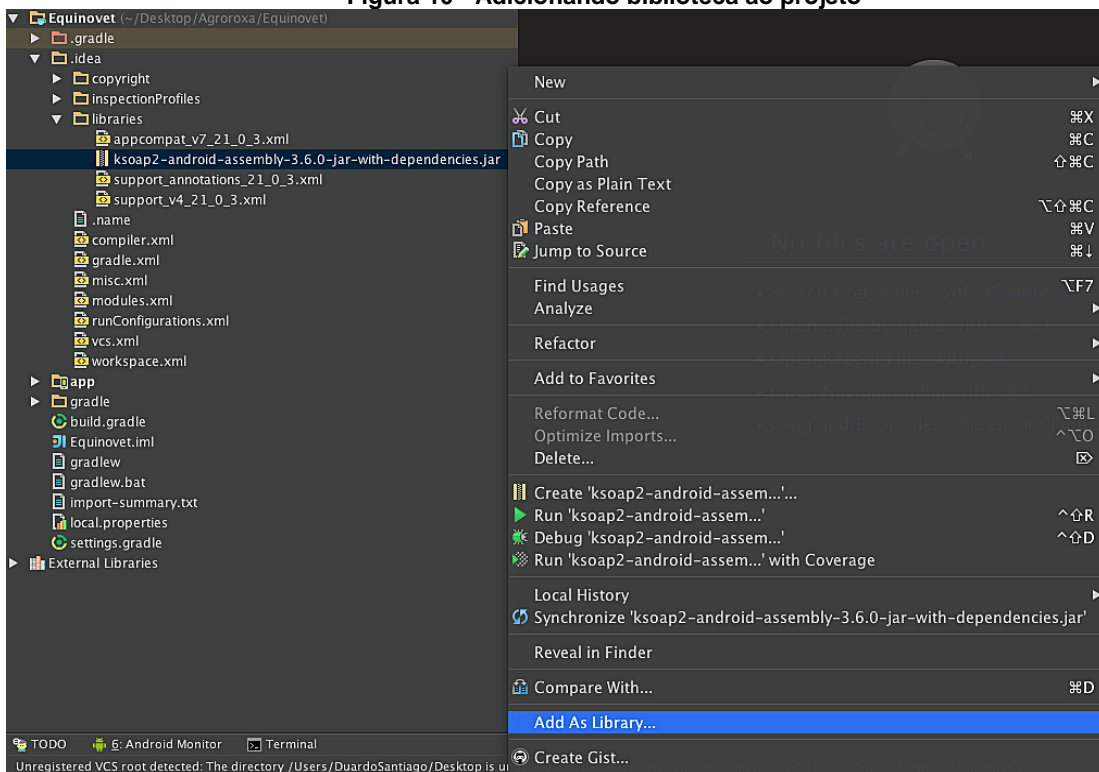 Figura 10 - Adicionando biblioteca ao projeto
Equinovet (~/Desktop/Agroroxa/Equinovet)
.gradle
.idea
copyright
inspectionProfiles
libraries
appcompat_v7_21_0_3.xml
ksoap2-android-assembly-3.6.0-jar-with-dependencies.jar
support_annotations_21_0_3.xml
support_v4_21_0_3.xml
.name
compiler.xml
gradle.xml
misc.xml
modules.xml
runConfigurations.xml
vcs.xml
workspace.xml
app
gradle
build.gradle
Equinovet.iml
gradlew
gradlew.bat
import-summary.txt
local.properties
settings.gradle
External Libraries
New
Cut ⌘X
Copy ⌘C
Copy Path ⇧⌘C
Copy as Plain Text
Copy Reference ⌥⇧⌘C
Paste ⌘V
Jump to Source ⌘↓
No files are open
Find Usages ⌥F7
Analyze
Refactor
Add to Favorites
Reformat Code... ⌥⌘L
Optimize Imports... ^⌥O
Delete... ⌦
Create 'ksoap2-android-assem...'...
Run 'ksoap2-android-assem...' ^⇧R
Debug 'ksoap2-android-assem...' ^⇧D
Run 'ksoap2-android-assem...' with Coverage
Local History
Synchronize 'ksoap2-android-assembly-3.6.0-jar-with-dependencies.jar'
Reveal in Finder
Compare With... ⌘D
Add As Library...
Create Gist...
TODO 6: Android Monitor Terminal
Unregistered VCS root detected: The directory /Users/DuardoSantiago/Desktop is